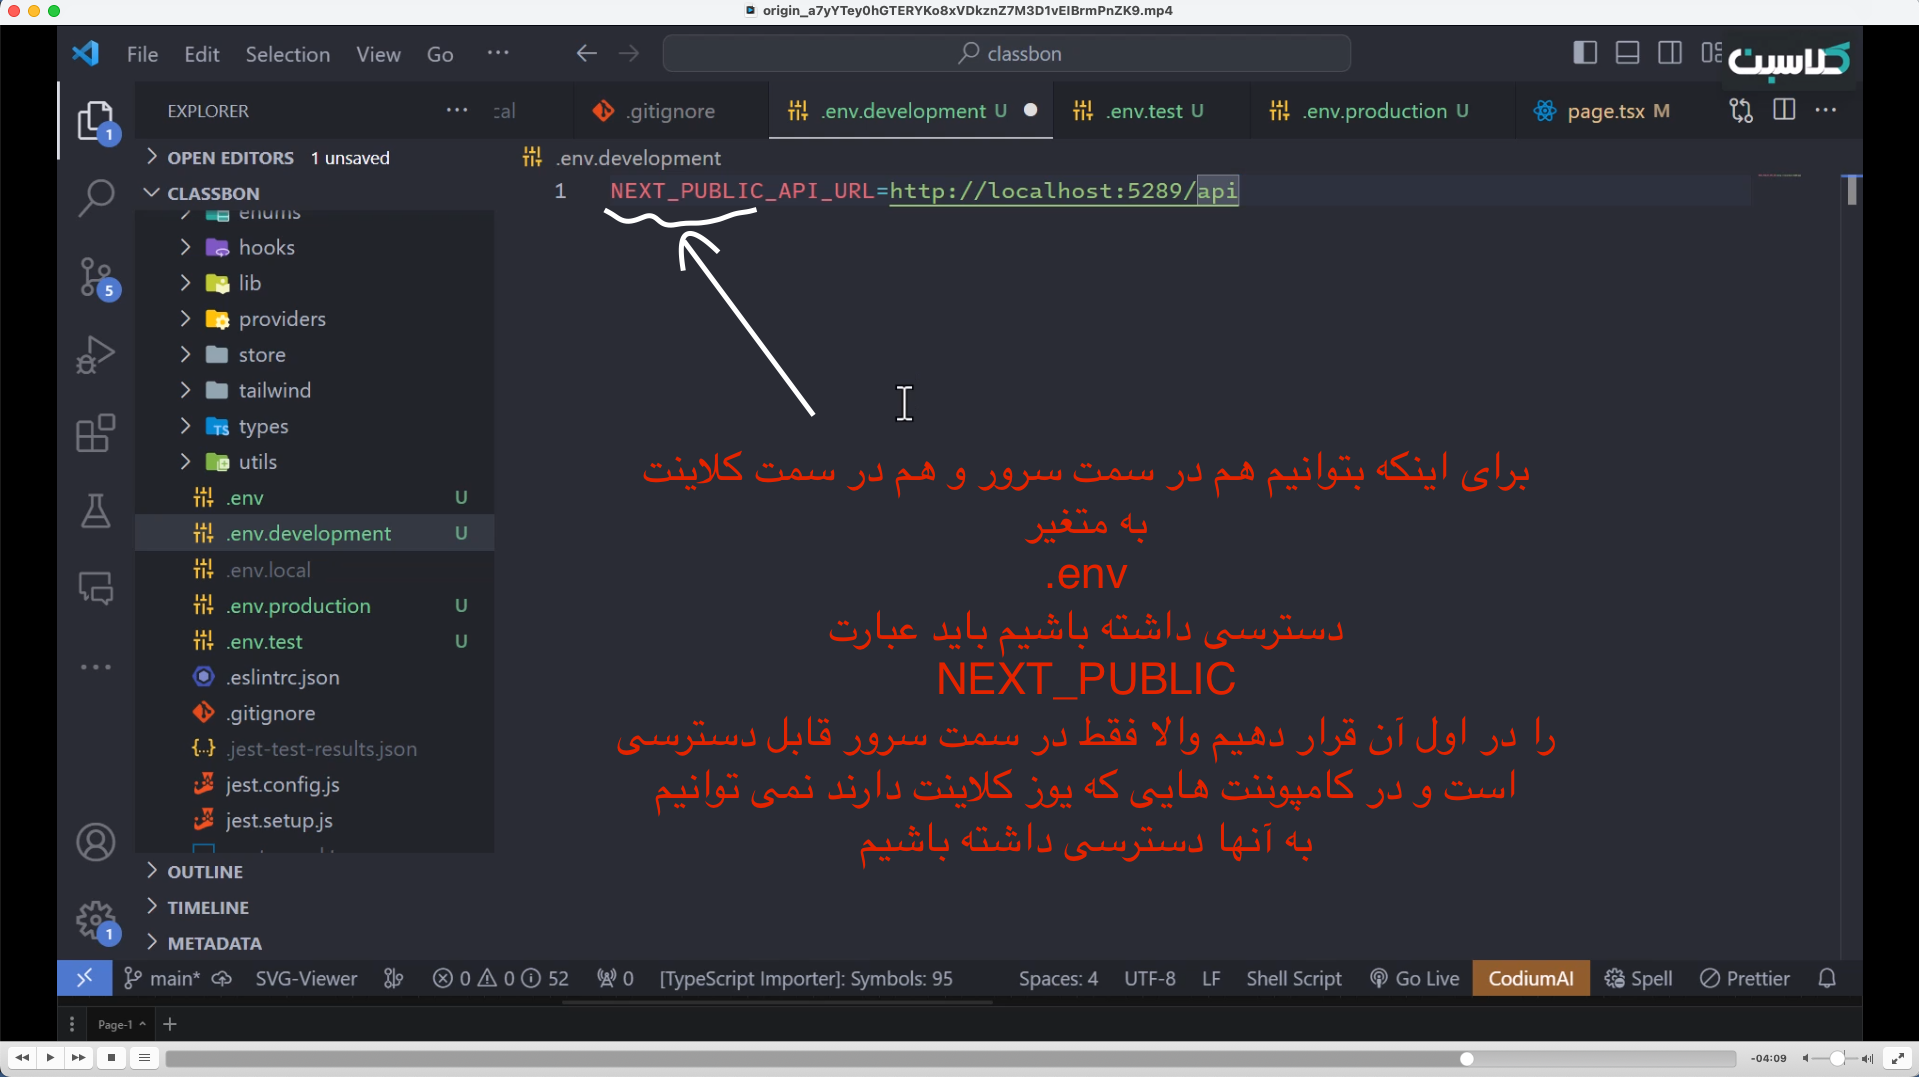 origin_a7yYTey0hGTERYKo8xVDkznZ7M3D1vEIBrmPnZK9.mp4
File Edit Selection View Go ··· classbon
کلاسبن
EXPLORER ··· cal .gitignore .env.development U .env.test U .env.production U page.tsx M ···
1
OPEN EDITORS 1 unsaved
.env.development
CLASSBON
1 NEXT_PUBLIC_API_URL=http://localhost:5289/api
enums
hooks
lib
5
providers
store
tailwind
types
utils
.env U
.env.development U
.env.local
.env.production U
.env.test U
.eslintrc.json
.gitignore
.jest-test-results.json
jest.config.js
jest.setup.js
برای اینکه بتوانیم هم در سمت سرور و هم در سمت کلاینت
به متغیر
.env
دسترسی داشته باشیم باید عبارت
NEXT_PUBLIC
را در اول آن قرار دهیم والا فقط در سمت سرور قابل دسترسی
است و در کامپوننت هایی که یوز کلاینت دارند نمی توانیم
به آنها دسترسی داشته باشیم
OUTLINE
TIMELINE
1
METADATA
main* SVG-Viewer 0 0 52 0 [TypeScript Importer]: Symbols: 95 Spaces: 4 UTF-8 LF Shell Script Go Live CodiumAI Spell Prettier
Page-1
-04:09